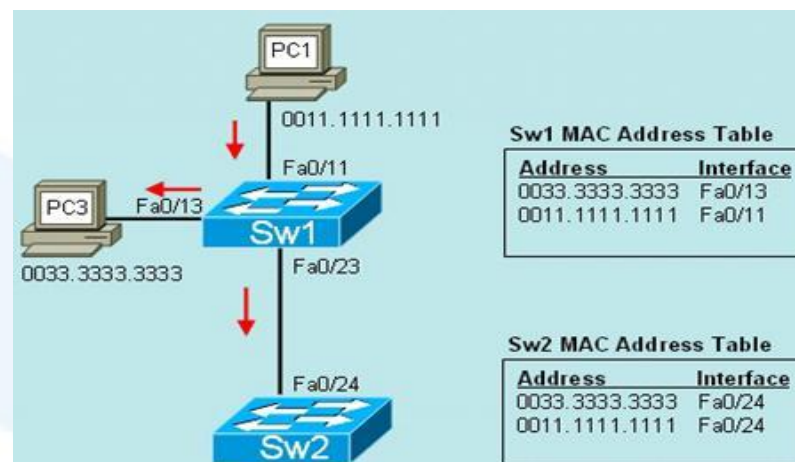 PC1
0011.1111.1111
Fa0/11
PC3
Fa0/13
Sw1
0033.3333.3333
Fa0/23
Fa0/24
Sw2
Sw1 MAC Address Table
Address Interface
0033.3333.3333 Fa0/13
0011.1111.1111 Fa0/11
Sw2 MAC Address Table
Address Interface
0033.3333.3333 Fa0/24
0011.1111.1111 Fa0/24